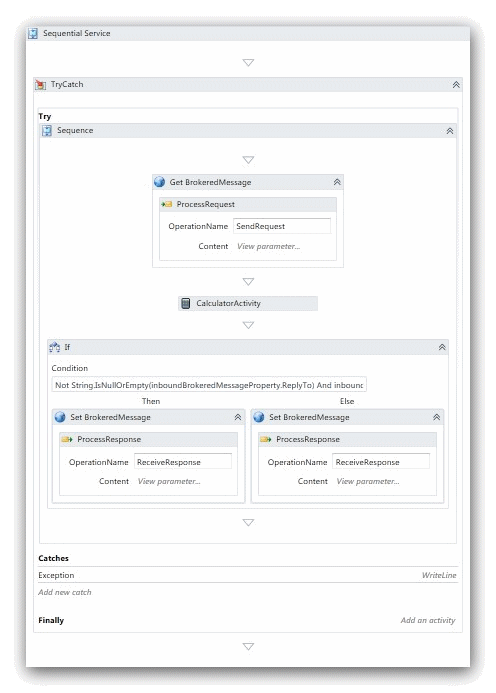 Sequential Service
TryCatch
Try
Sequence
Get BrokeredMessage
ProcessRequest
OperationName SendRequest
Content View parameter...
CalculatorActivity
If
Condition
Not String.IsNullOrEmpty(inboundBrokeredMessageProperty.ReplyTo) And inbound
Then Else
Set BrokeredMessage Set BrokeredMessage
ProcessResponse ProcessResponse
OperationName ReceiveResponse OperationName ReceiveResponse
Content View parameter... Content View parameter...
Catches
Exception WriteLine
Add new catch
Finally Add an activity